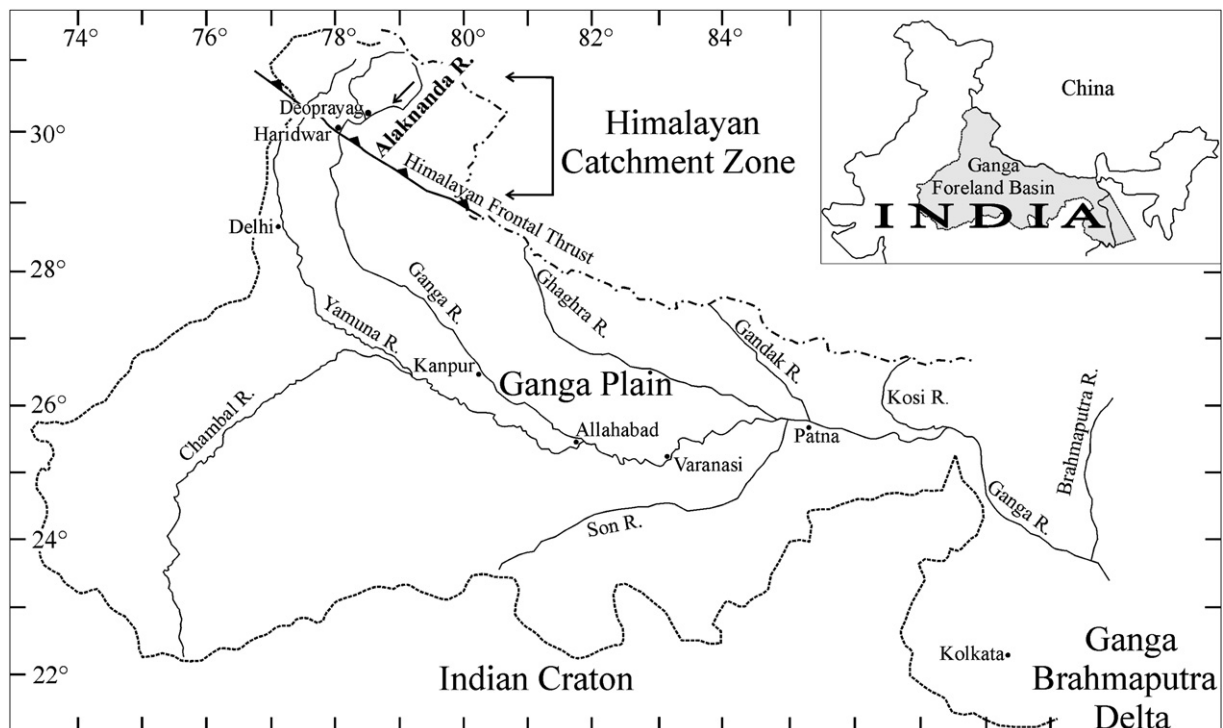 74°
76°
78°
80°
82°
84°
30°
28°
26°
24°
22°
Deoprayag
Haridwar
Alaknanda R.
Himalayan
Catchment Zone
Himalayan Frontal Thrust
Delhi
Yamuna R.
Ganga R.
Ghaghra R.
Gandak R.
Kosi R.
Brahmaputra R.
Kanpur
Ganga Plain
Chambal R.
Allahabad
Varanasi
Patna
Son R.
Ganga R.
Indian Craton
Kolkata
Ganga
Brahmaputra
Delta
China
Ganga
Foreland Basin
INDIA